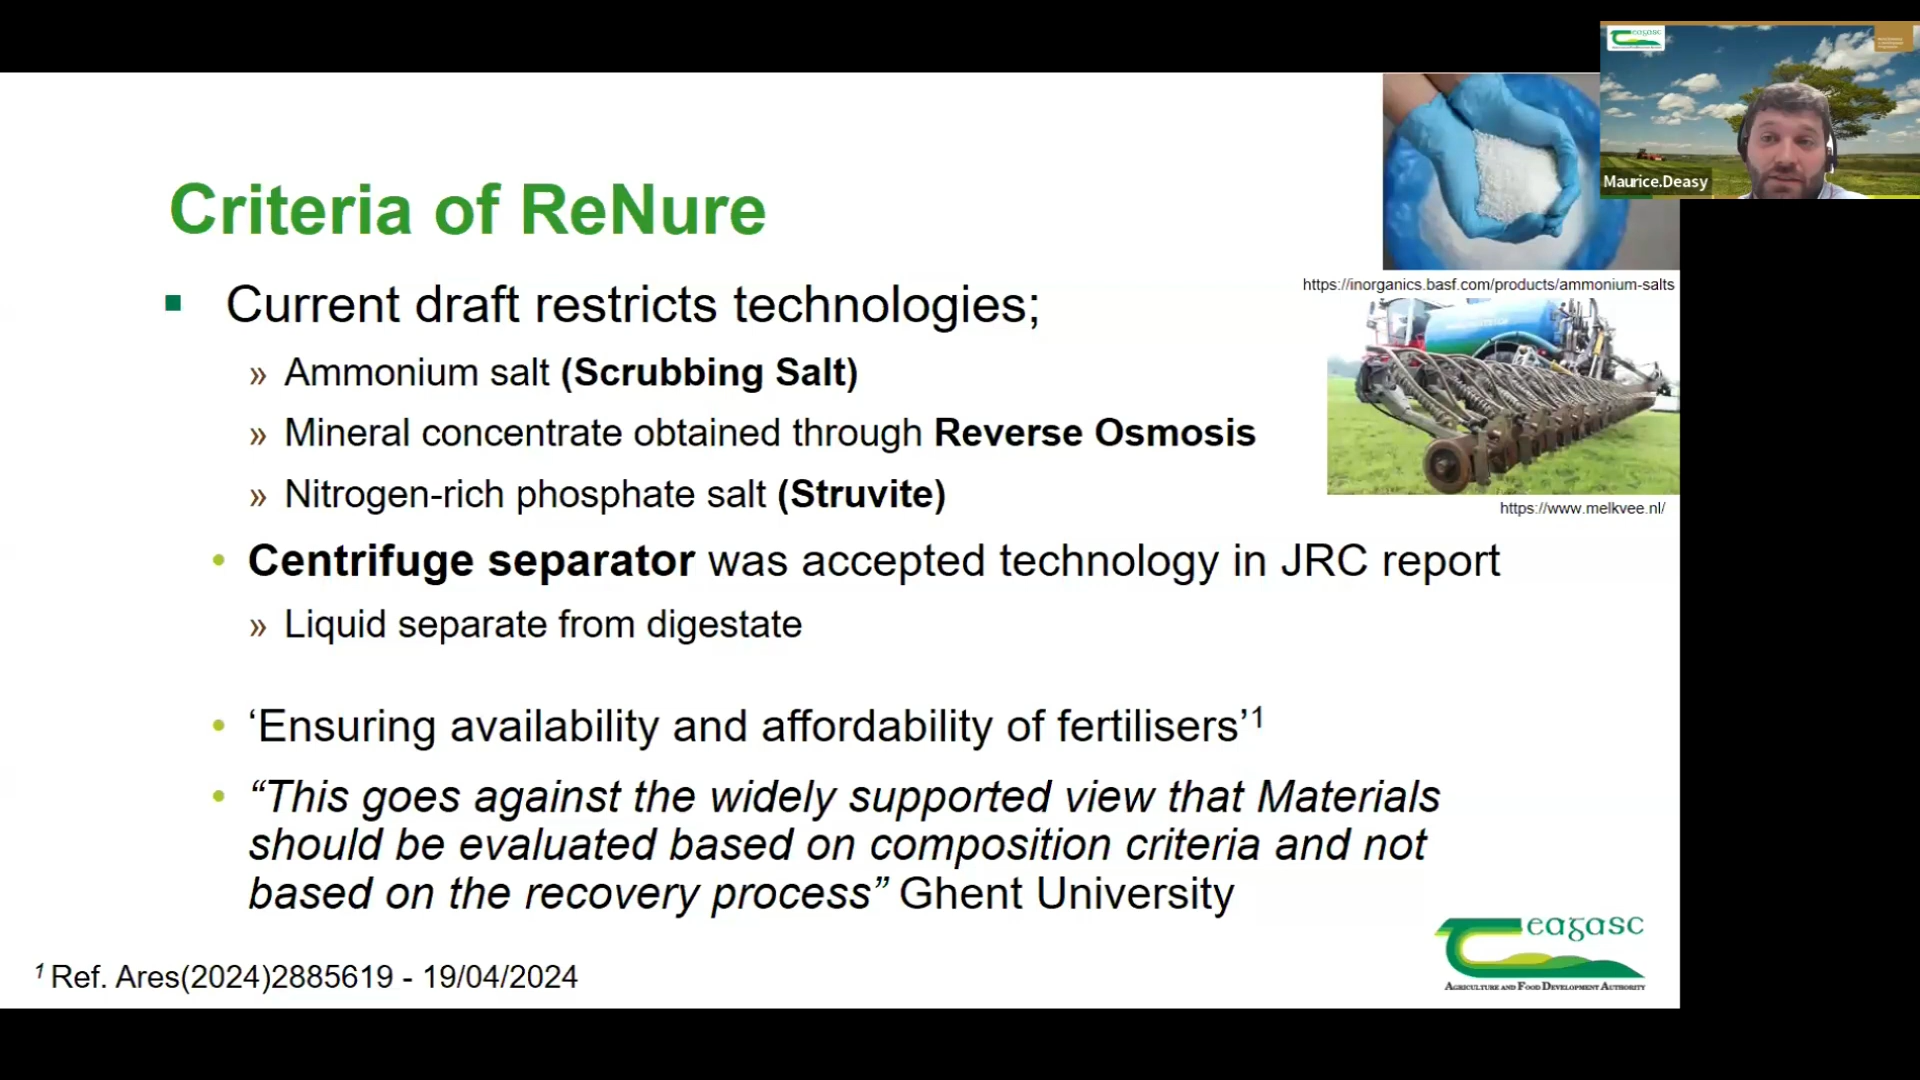 eagasc
Maurice.Deasy
Criteria of ReNure
https://inorganics.basf.com/products/ammonium-salts
▪ Current draft restricts technologies;
» Ammonium salt (Scrubbing Salt)
» Mineral concentrate obtained through Reverse Osmosis
» Nitrogen-rich phosphate salt (Struvite)
https://www.melkvee.nl/
• Centrifuge separator was accepted technology in JRC report
» Liquid separate from digestate
• ‘Ensuring availability and affordability of fertilisers’1
• “This goes against the widely supported view that Materials
should be evaluated based on composition criteria and not
based on the recovery process” Ghent University
eagasc
Agriculture and Food Development Authority
1 Ref. Ares(2024)2885619 - 19/04/2024